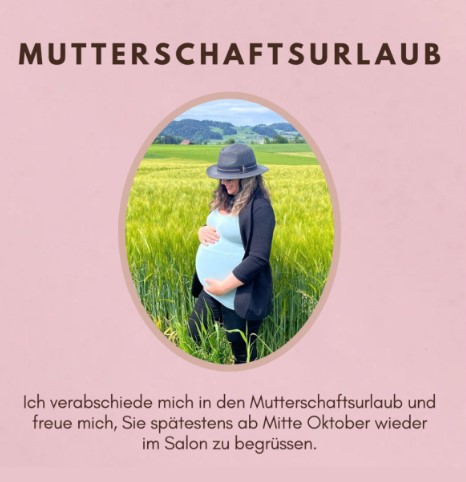 MUTTERSCHAFTSURLAUB
Ich verabschiede mich in den Mutterschaftsurlaub und
freue mich, Sie spätestens ab Mitte Oktober wieder
im Salon zu begrüssen.